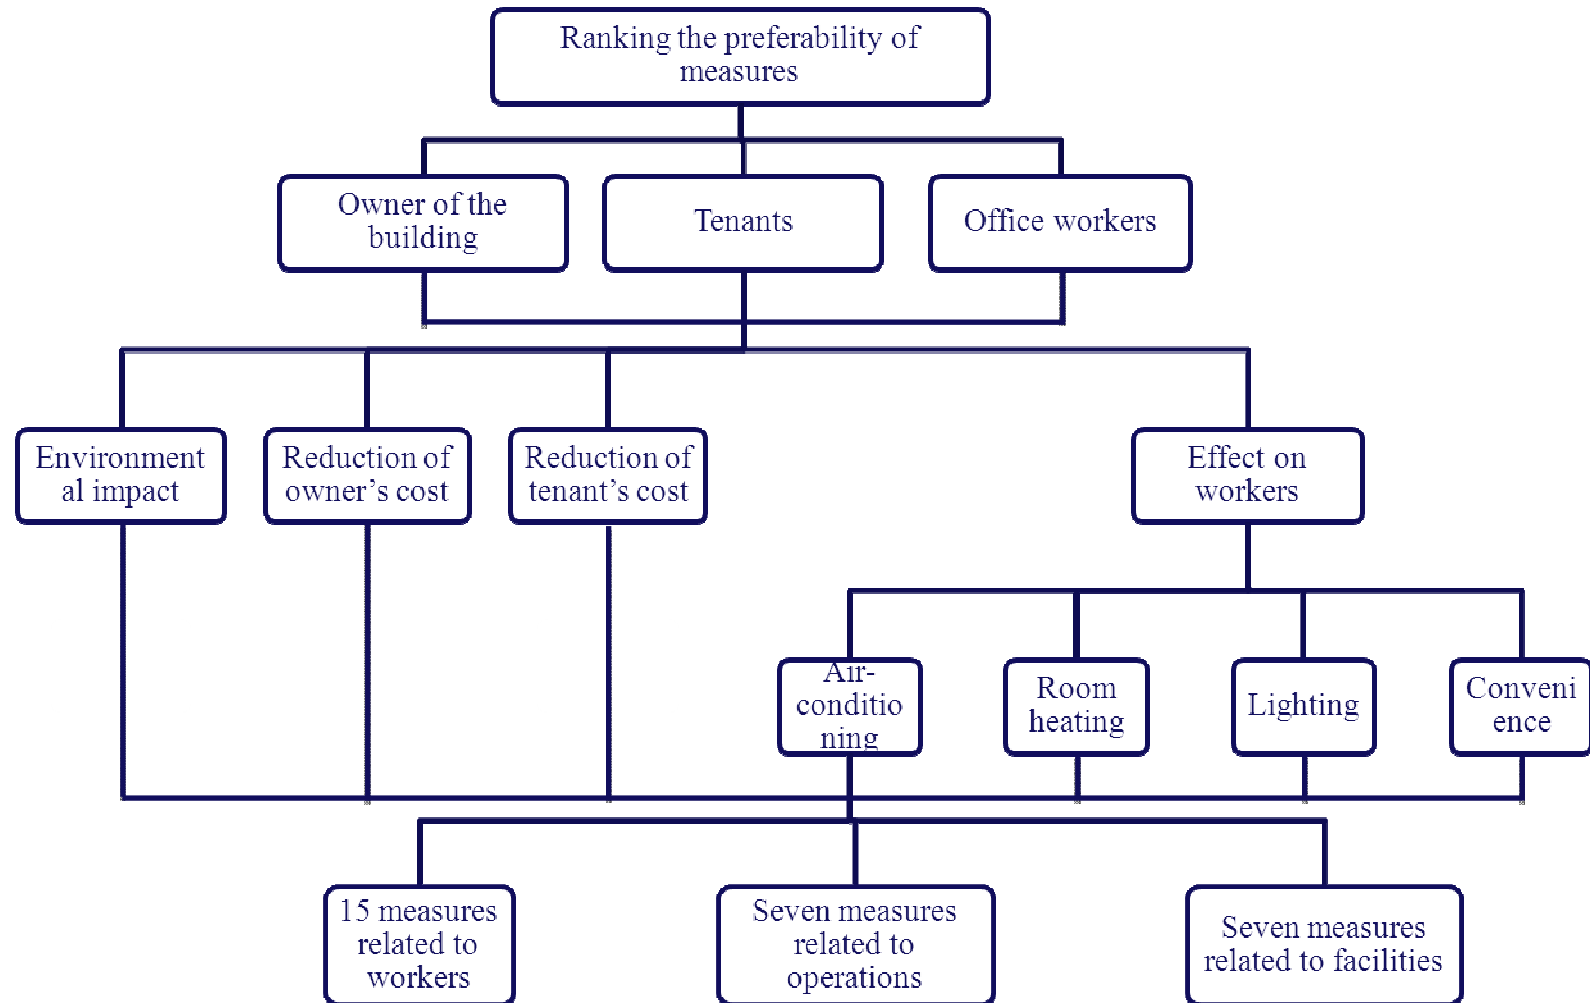 Ranking the preferability of
measures
Owner of the
building
Tenants
Office workers
Environment
al impact
Reduction of
owner’s cost
Reduction of
tenant’s cost
Effect on
workers
Air-
conditio
ning
Room
heating
Lighting
Conveni
ence
15 measures
related to
workers
Seven measures
related to
operations
Seven measures
related to facilities